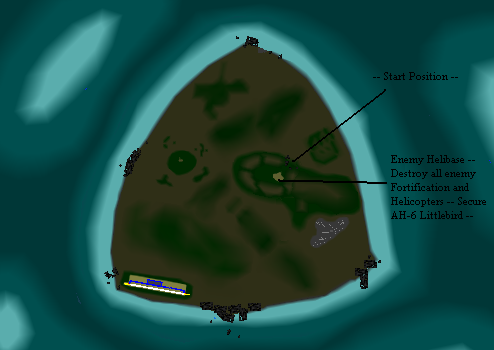 -- Start Position --
Enemy Helibase --
Destroy all enemy
Fortification and
Helicopters -- Secure
AH-6 Littlebird --